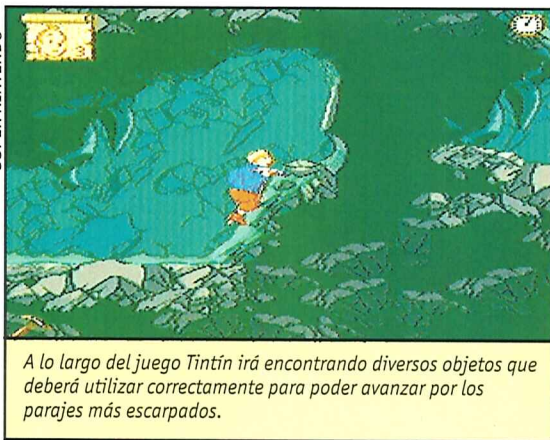 A lo largo del juego Tintín irá encontrando diversos objetos que
deberá utilizar correctamente para poder avanzar por los
parajes más escarpados.